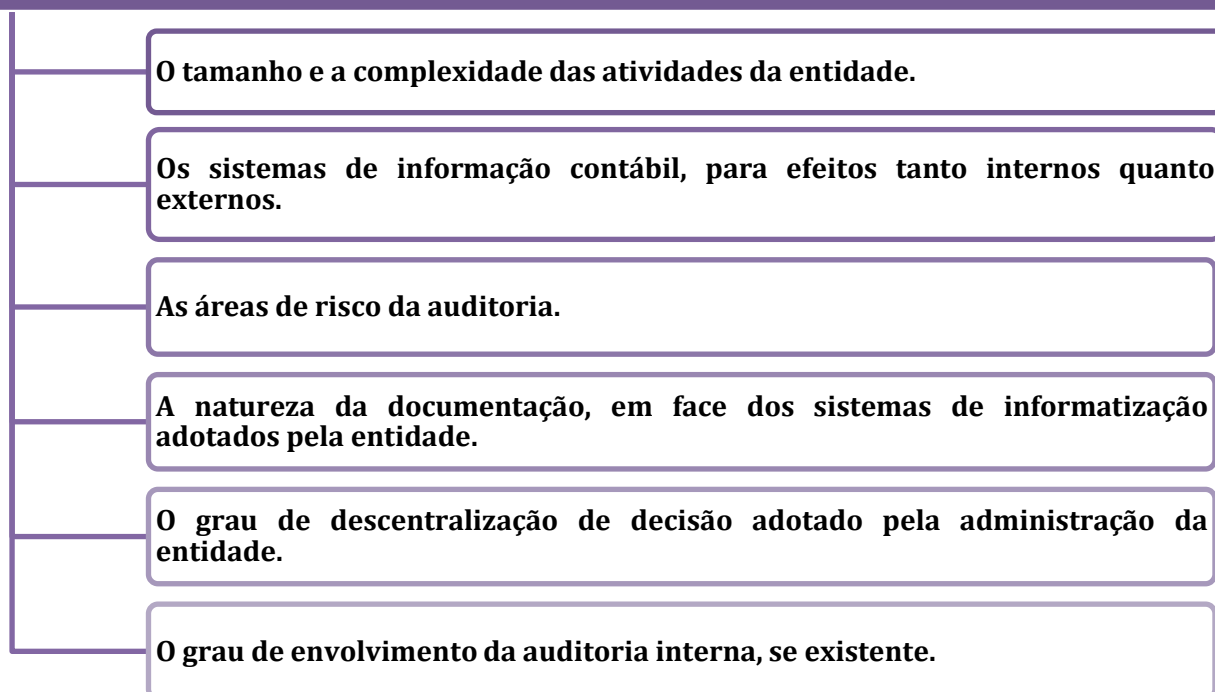 O tamanho e a complexidade das atividades da entidade.
Os sistemas de informação contábil, para efeitos tanto internos quanto
externos.
As áreas de risco da auditoria.
A natureza da documentação, em face dos sistemas de informatização
adotados pela entidade.
O grau de descentralização de decisão adotado pela administração da
entidade.
O grau de envolvimento da auditoria interna, se existente.